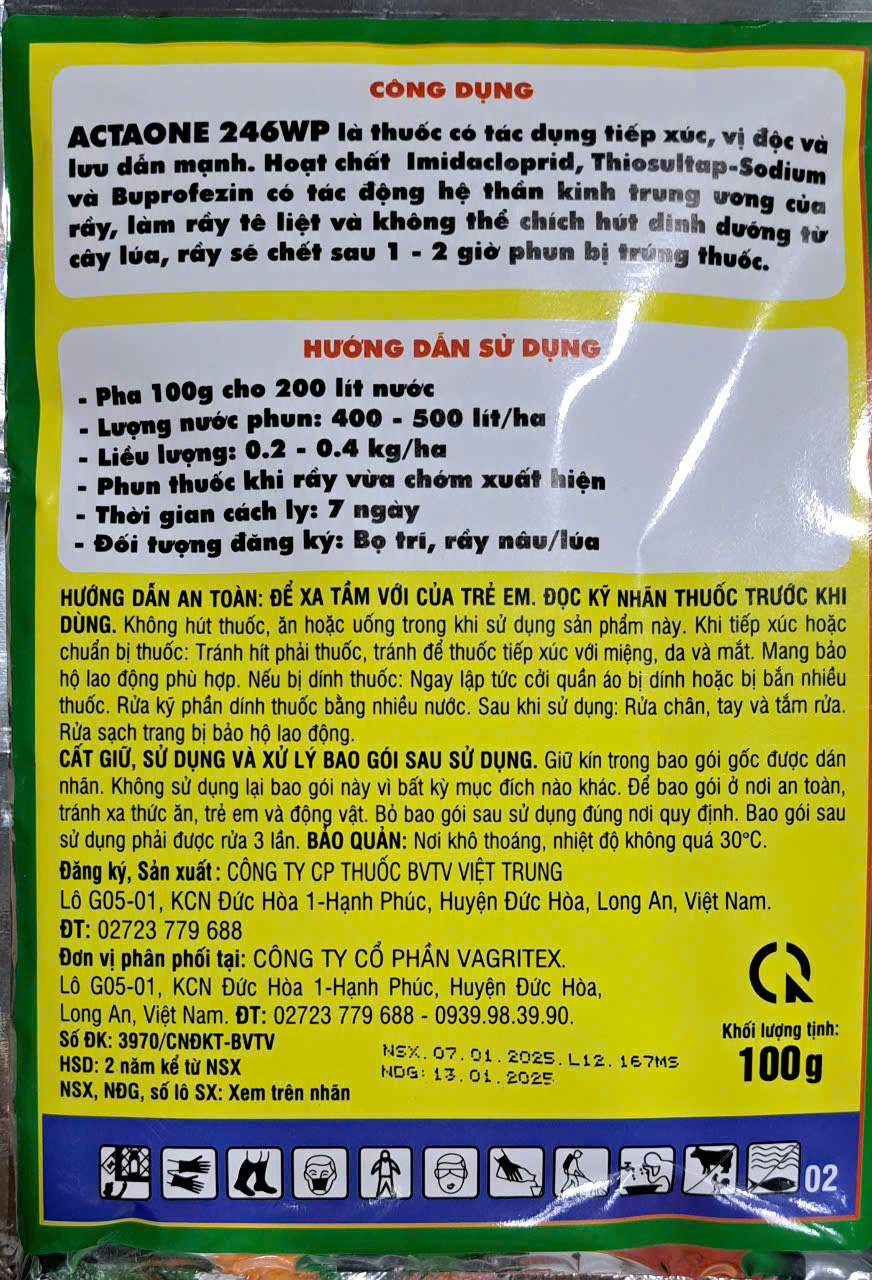 CÔNG DỤNG
ACTAONE 246WP là thuốc có tác dụng tiếp xúc, vị độc và
lưu dẫn mạnh. Hoạt chất Imidacloprid, Thiosultap-Sodium
và Buprofezin có tác động hệ thần kinh trung ương của
rầy, làm rầy tê liệt và không thể chích hút dinh dưỡng từ
cây lúa, rầy sẽ chết sau 1 - 2 giờ phun bị trúng thuốc.
HƯỚNG DẪN SỬ DỤNG
- Pha 100g cho 200 lít nước
- Lượng nước phun: 400 - 500 lít/ha
- Liều lượng: 0.2 - 0.4 kg/ha
- Phun thuốc khi rầy vừa chớm xuất hiện
- Thời gian cách ly: 7 ngày
- Đối tượng đăng ký: Bọ trĩ, rầy nâu/lúa
HƯỚNG DẪN AN TOÀN: ĐỂ XA TẦM VỚI CỦA TRẺ EM. ĐỌC KỸ NHÃN THUỐC TRƯỚC KHI
DÙNG. Không hút thuốc, ăn hoặc uống trong khi sử dụng sản phẩm này. Khi tiếp xúc hoặc
chuẩn bị thuốc: Tránh hít phải thuốc, tránh để thuốc tiếp xúc với miệng, da và mắt. Mang bảo
hộ lao động phù hợp. Nếu bị dính thuốc: Ngay lập tức cởi quần áo bị dính hoặc bị bắn nhiều
thuốc. Rửa kỹ phần dính thuốc bằng nhiều nước. Sau khi sử dụng: Rửa chân, tay và tắm rửa.
Rửa sạch trang bị bảo hộ lao động.
CẤT GIỮ, SỬ DỤNG VÀ XỬ LÝ BAO GÓI SAU SỬ DỤNG. Giữ kín trong bao gói gốc được dán
nhãn. Không sử dụng lại bao gói này vì bất kỳ mục đích nào khác. Để bao gói ở nơi an toàn,
tránh xa thức ăn, trẻ em và động vật. Bỏ bao gói sau sử dụng đúng nơi quy định. Bao gói sau
sử dụng phải được rửa 3 lần. BẢO QUẢN: Nơi khô thoáng, nhiệt độ không quá 30°C.
Đăng ký, Sản xuất: CÔNG TY CP THUỐC BVTV VIỆT TRUNG
Lô G05-01, KCN Đức Hòa 1-Hạnh Phúc, Huyện Đức Hòa, Long An, Việt Nam.
ĐT: 02723 779 688
Đơn vị phân phối tại: CÔNG TY CỔ PHẦN VAGRITEX.
Lô G05-01, KCN Đức Hòa 1-Hạnh Phúc, Huyện Đức Hòa,
Long An, Việt Nam. ĐT: 02723 779 688 - 0939.98.39.90.
Số ĐK: 3970/CNĐKT-BVTV
HSD: 2 năm kể từ NSX
NSX, NĐG, số lô SX: Xem trên nhãn
NSX.07.01.2025.L12.167MS
NDG: 13.01.2025
Khối lượng tịnh:
100g
02